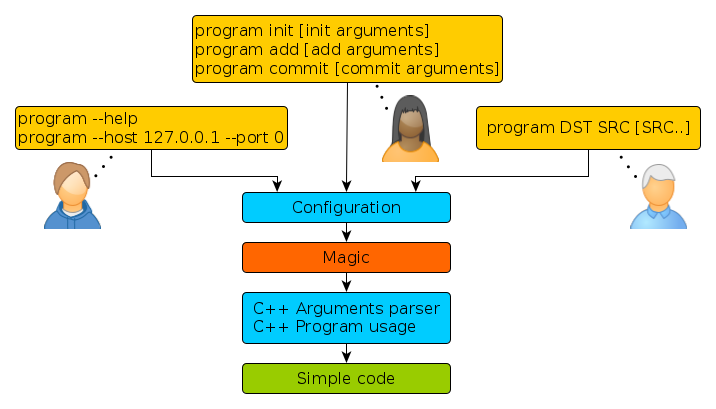 program init [init arguments]
program add [add arguments]
program commit [commit arguments]
program --help
program --host 127.0.0.1 --port 0
program DST SRC [SRC..]
Configuration
Magic
C++ Arguments parser
C++ Program usage
Simple code